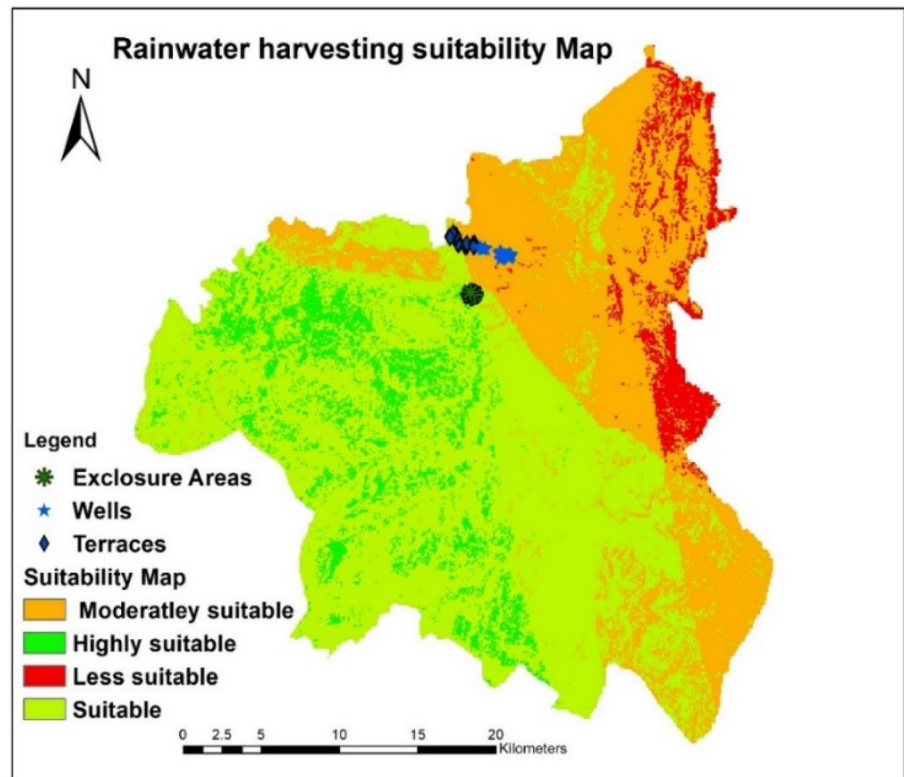 Rainwater harvesting suitability Map
N
Legend
Exclosure Areas
Wells
Terraces
Suitability Map
Moderatley suitable
Highly suitable
Less suitable
Suitable
0 2.5 5 10 15 20
Kilometers